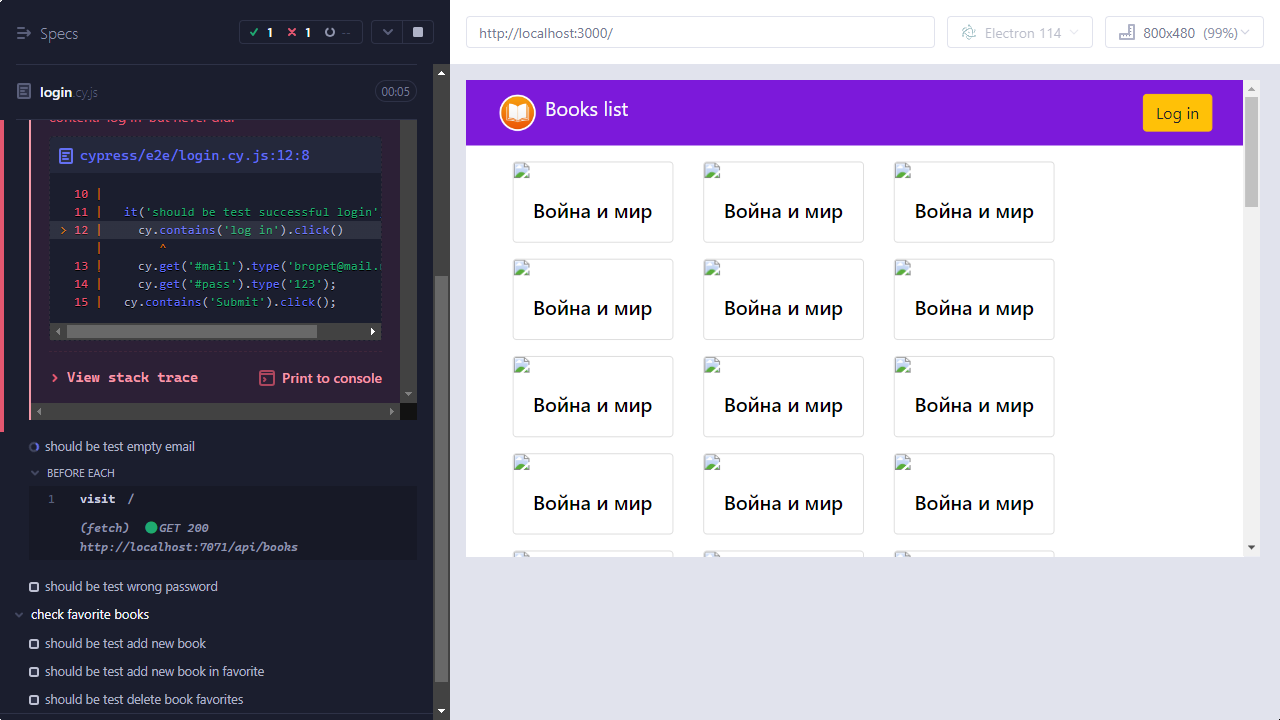 Specs
1
1
--
login.cy.js
00:05
cypress/e2e/login.cy.js:12:8
10 |
11 | it('should be test successful login'
> 12 | cy.contains('log in').click()
| ^
13 | cy.get('#mail').type('bropet@mail.
14 | cy.get('#pass').type('123');
15 | cy.contains('Submit').click();
> View stack trace
Print to console
should be test empty email
BEFORE EACH
1 visit /
(fetch) GET 200
http://localhost:7071/api/books
should be test wrong password
check favorite books
should be test add new book
should be test add new book in favorite
should be test delete book favorites
http://localhost:3000/
Electron 114
800x480 (99%)
Books list
Log in
Война и мир
Война и мир
Война и мир
Война и мир
Война и мир
Война и мир
Война и мир
Война и мир
Война и мир
Война и мир
Война и мир
Война и мир